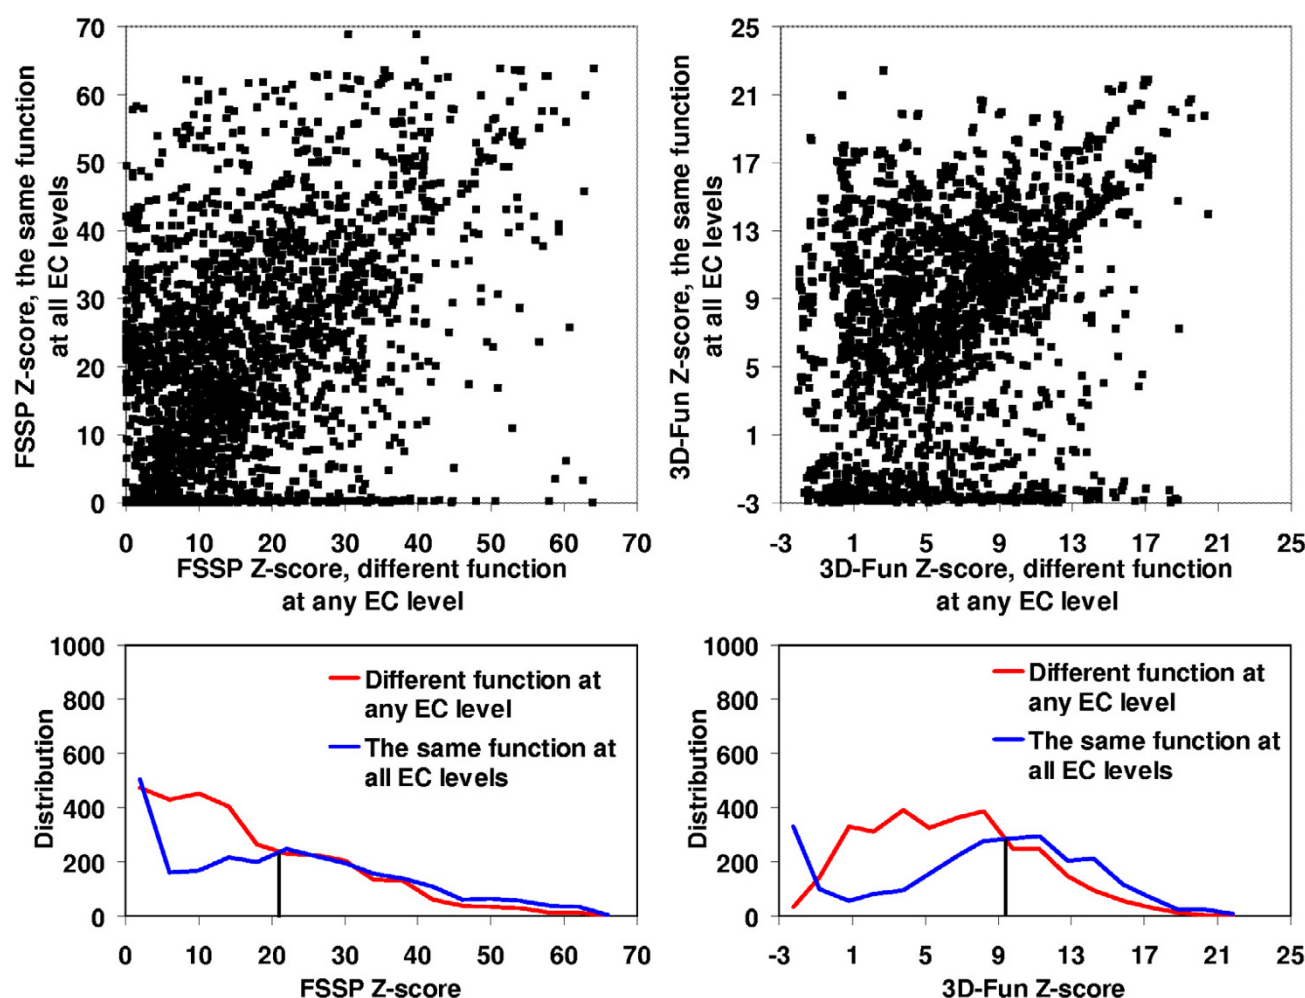 70
60
50
40
30
20
10
0
FSSP Z-score, the same function
at all EC levels
0 10 20 30 40 50 60 70
FSSP Z-score, different function
at any EC level
25
21
17
13
9
5
1
-3
3D-Fun Z-score, the same function
at all EC levels
-3 1 5 9 13 17 21 25
3D-Fun Z-score, different function
at any EC level
1000
800
600
400
200
0
Distribution
Different function at
any EC level
The same function at
all EC levels
0 10 20 30 40 50 60 70
FSSP Z-score
1000
800
600
400
200
0
Distribution
Different function at
any EC level
The same function at
all EC levels
-3 1 5 9 13 17 21 25
3D-Fun Z-score